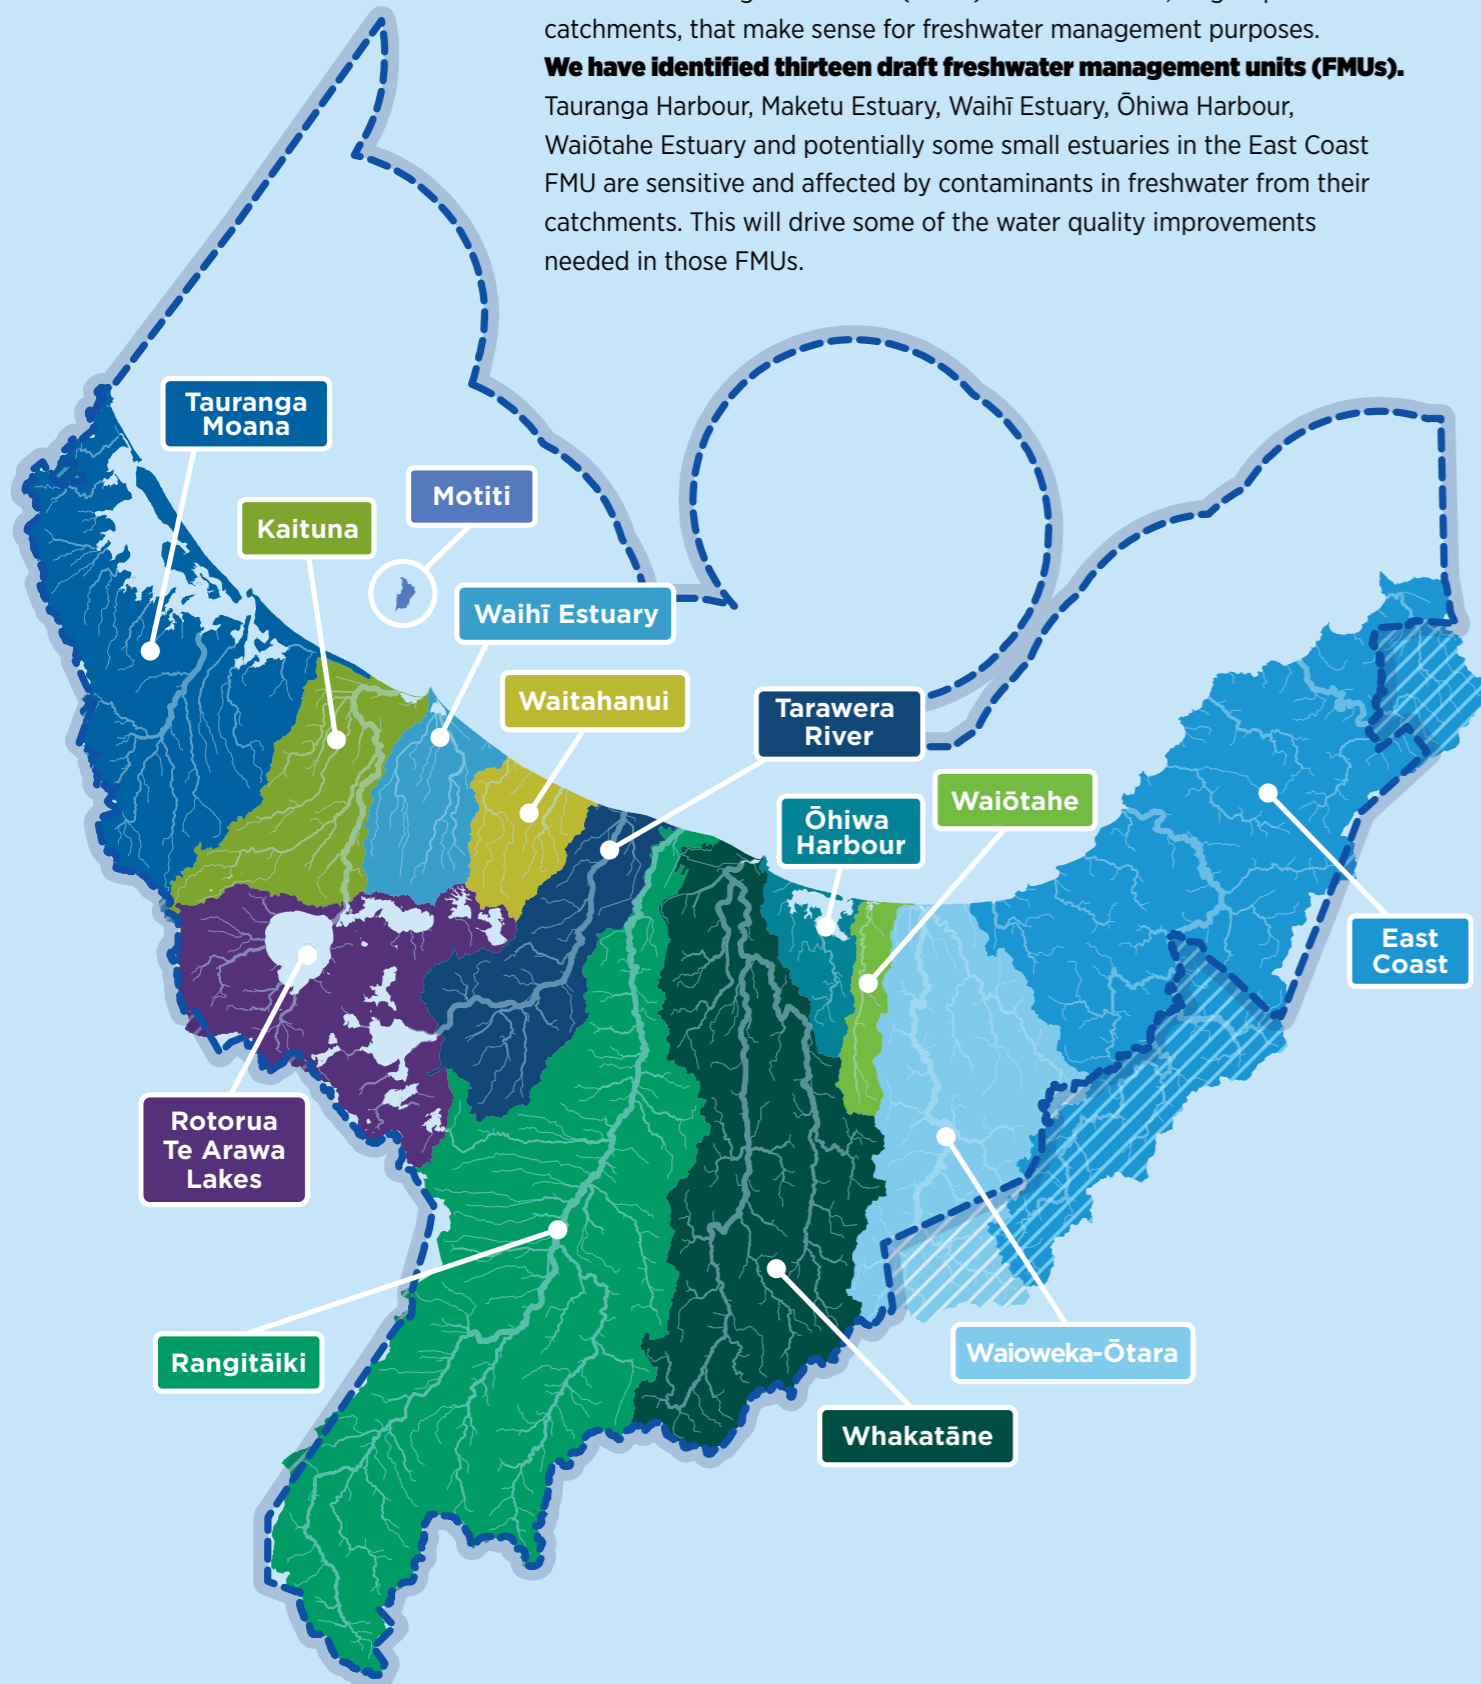 catchments, that make sense for freshwater management purposes.
We have identified thirteen draft freshwater management units (FMUs).
Tauranga Harbour, Maketu Estuary, Waihī Estuary, Ōhiwa Harbour,
Waiōtahe Estuary and potentially some small estuaries in the East Coast
FMU are sensitive and affected by contaminants in freshwater from their
catchments. This will drive some of the water quality improvements
needed in those FMUs.
Tauranga
Moana
Motiti
Kaituna
Waihī Estuary
Waitahanui
Tarawera
River
Waiōtahe
Ōhiwa
Harbour
East
Coast
Rotorua
Te Arawa
Lakes
Rangitāiki
Waioweka-Ōtara
Whakatāne